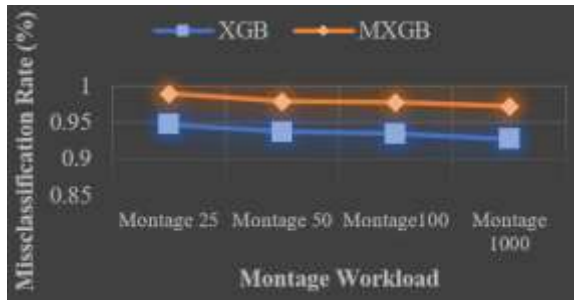 XGB MXGB
Missclassification Rate (%)
1
0.95
0.9
0.85
Montage 25 Montage 50 Montage100 Montage
1000
Montage Workload